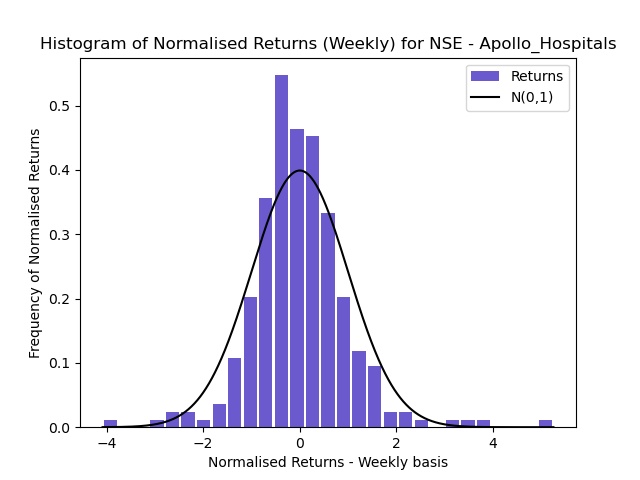 Histogram of Normalised Returns (Weekly) for NSE - Apollo_Hospitals
Returns
N(0,1)
Frequency of Normalised Returns
0.5
0.4
0.3
0.2
0.1
0.0
−4 −2 0 2 4
Normalised Returns - Weekly basis